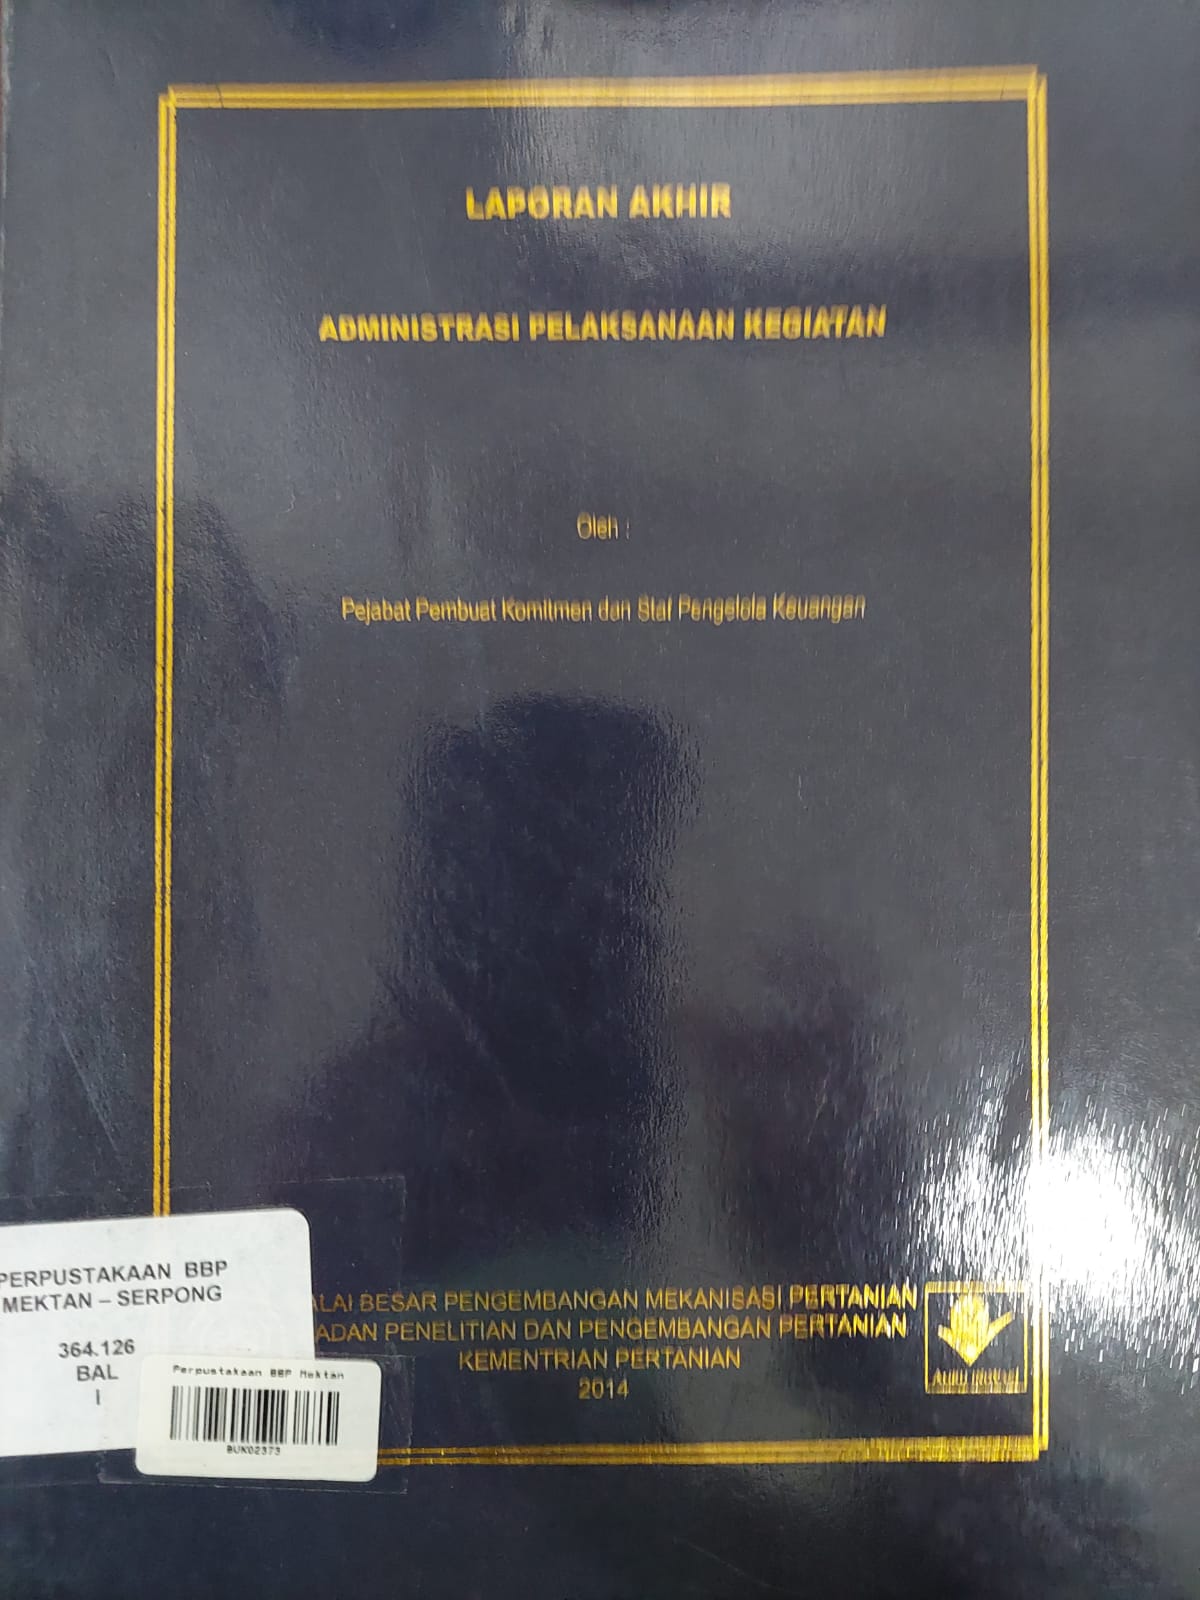 LAPORAN AKHIR
ADMINISTRASI PELAKSANAAN KEGIATAN
Oleh :
Pejabat Pembuat Komitmen dan Staf Pengelola Keuangan
ALAI BESAR PENGEMBANGAN MEKANISASI PERTANIAN
ADAN PENELITIAN DAN PENGEMBANGAN PERTANIAN
KEMENTRIAN PERTANIAN
2014
PERPUSTAKAAN BBP
MEKTAN – SERPONG
364.126
BAL
I
Perpustakaan BBP Mektan
BUK02373